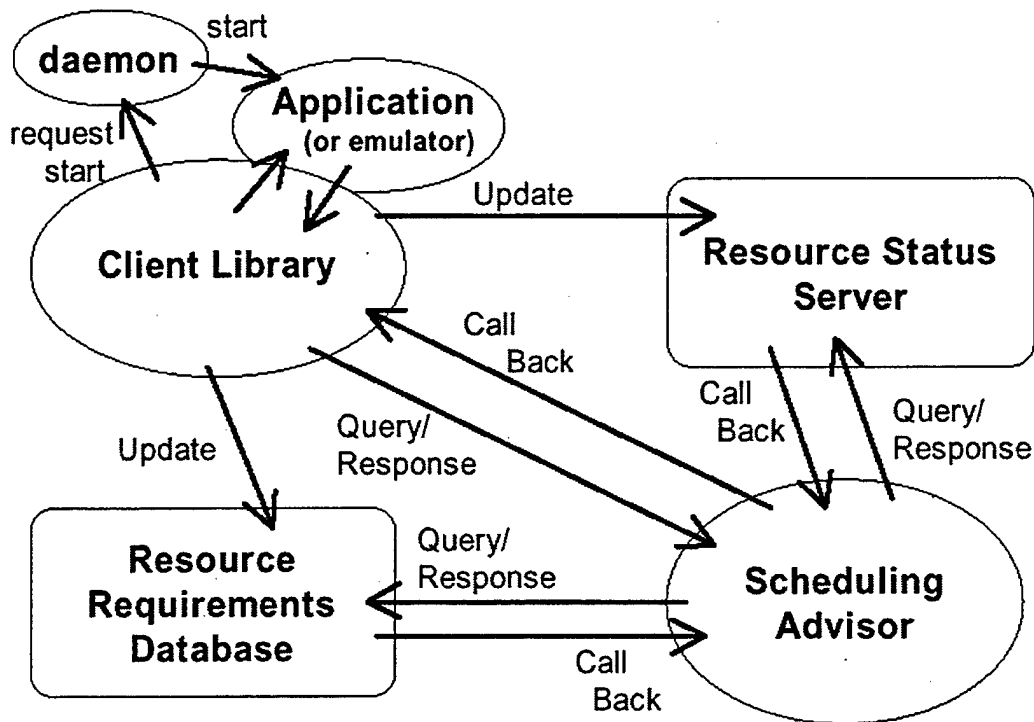 start
daemon
Application
(or emulator)
request
start
Update
Client Library
Resource Status
Server
Call
Back
Call
Back
Query/
Response
Query/
Response
Update
Query/
Response
Resource
Requirements
Database
Scheduling
Advisor
Call
Back